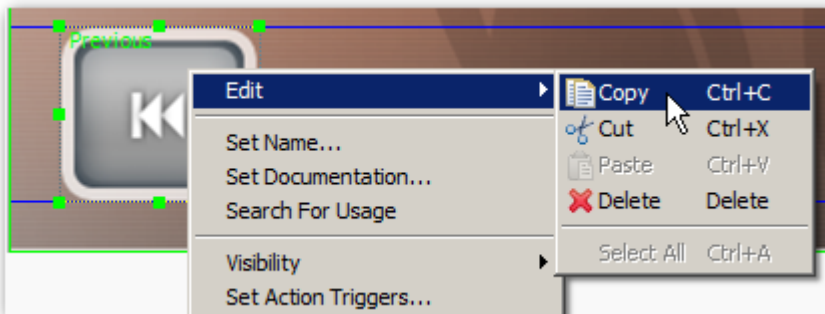 Previous
Edit
Copy Ctrl+C
Cut Ctrl+X
Paste Ctrl+V
Delete Delete
Select All Ctrl+A
Set Name...
Set Documentation...
Search For Usage
Visibility
Set Action Triggers...